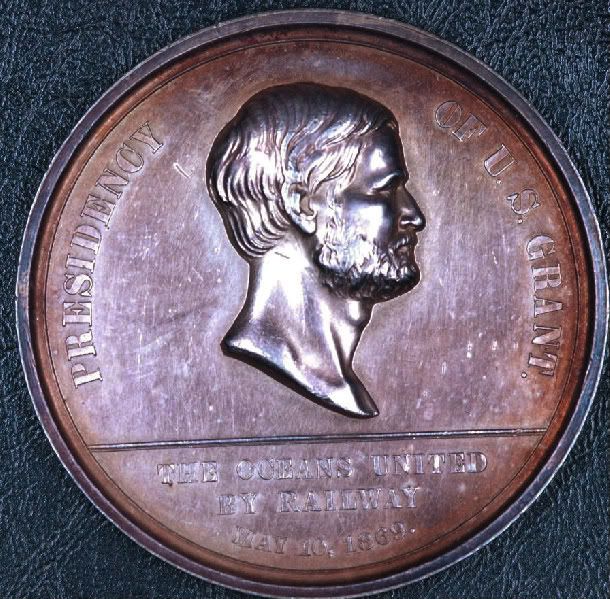 PRESIDENCY OF U.S. GRANT.
THE OCEANS UNITED
BY RAILWAY
MAY 10, 1869.